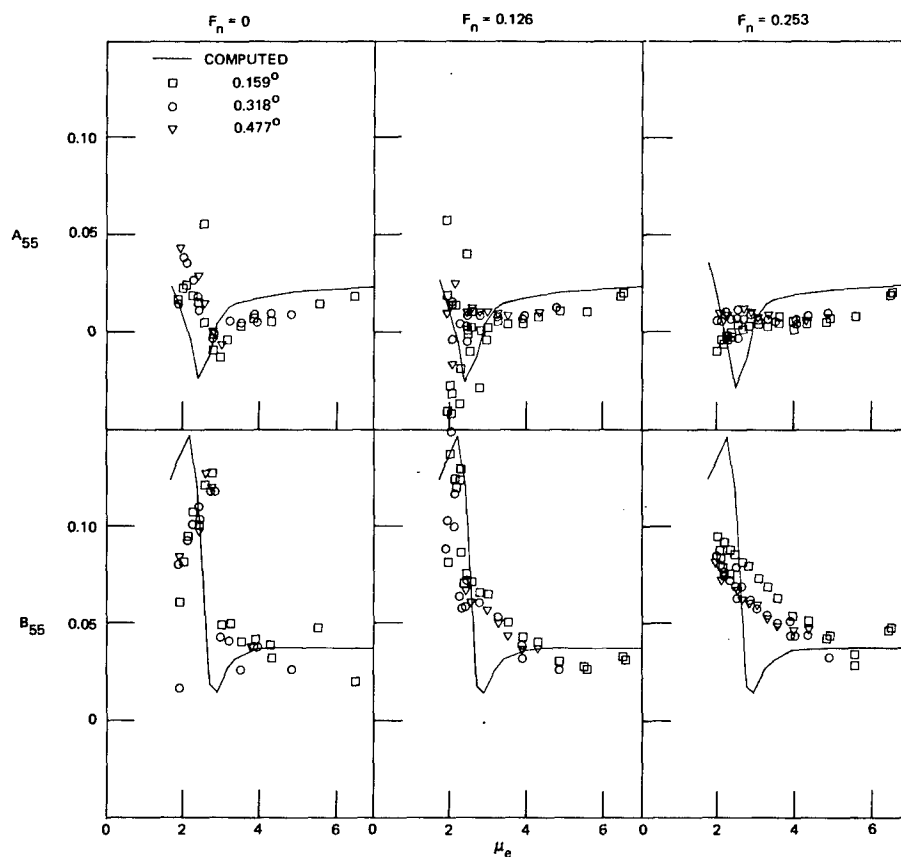 F_n = 0 F_n = 0.126 F_n = 0.253
COMPUTED
0.159°
0.318°
0.477°
0.10
0.05
0
A_55
0.10
0.05
0
B_55
0 2 4 6 0 2 4 6 0 2 4 6
μ_e